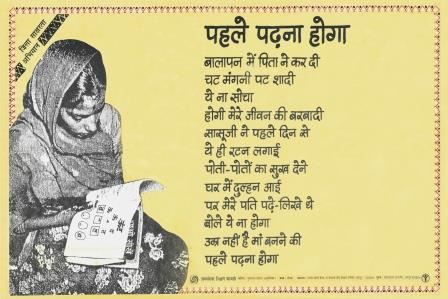 जिला साक्षरता
अभियान
पहले पढ़ना होगा
बालापन में पिता ने कर दी
चट मंगनी पट शादी
ये ना सोचा
होगी मेरे जीवन की बरबादी
सासूजी ने पहले दिन से
ये ही रटन लगाई
पोती-पोतों का सुख देने
घर में दुल्हन आई
पर मेरे पति पढ़े-लिखे थे
बोले ये ना होगा
उम्र नहीं है मां बनने की
पहले पढ़ना होगा